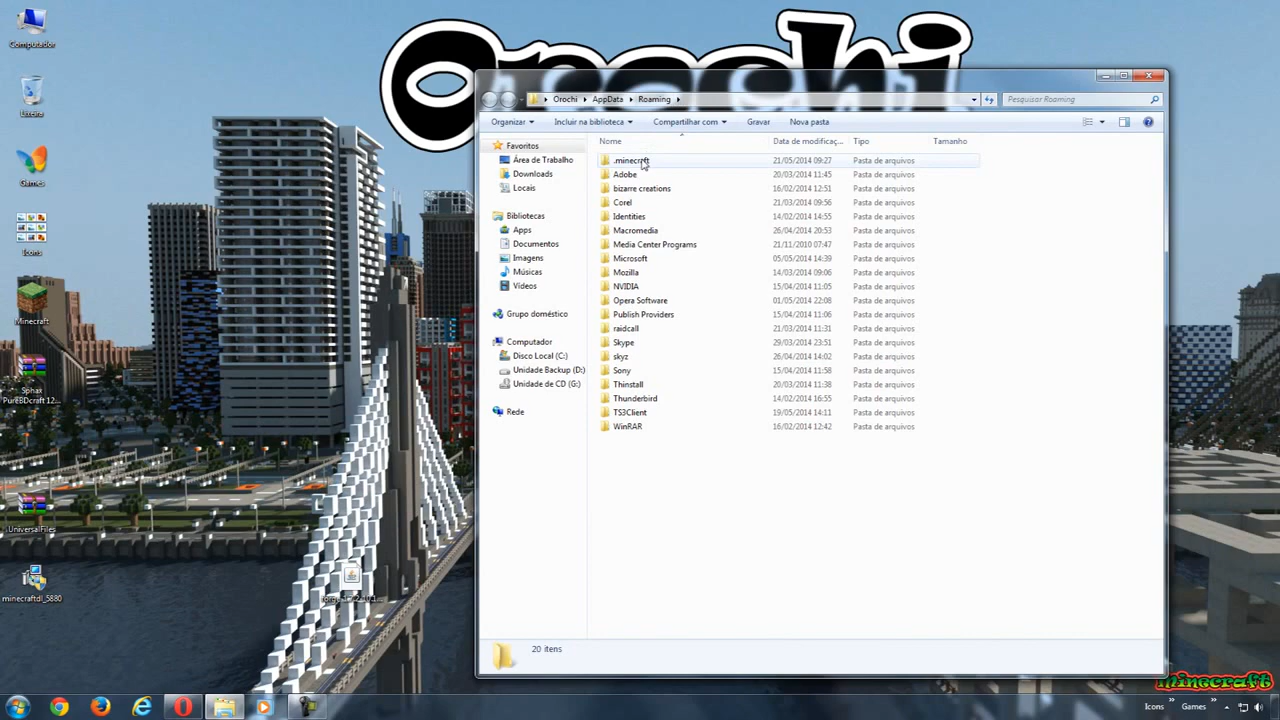 Computador
Lixeira
Games
Icons
Minecraft
Sphax
PureBDcraft 12...
UniversalFiles
minecraftdl_5880
Orochi
Orochi
AppData
Roaming
Pesquisar Roaming
Organizar
Incluir na biblioteca
Compartilhar com
Gravar
Nova pasta
Favoritos
Área de Trabalho
Downloads
Locais
Bibliotecas
Apps
Documentos
Imagens
Músicas
Vídeos
Grupo doméstico
Computador
Disco Local (C:)
Unidade Backup (D:)
Unidade de CD (G:)
Rede
Nome Data de modificaç... Tipo Tamanho
.minecraft 21/05/2014 09:27 Pasta de arquivos
Adobe 20/03/2014 11:45 Pasta de arquivos
bizarre creations 16/02/2014 12:51 Pasta de arquivos
Corel 21/03/2014 09:56 Pasta de arquivos
Identities 14/02/2014 14:55 Pasta de arquivos
Macromedia 26/04/2014 20:53 Pasta de arquivos
Media Center Programs 21/11/2010 07:47 Pasta de arquivos
Microsoft 05/05/2014 14:39 Pasta de arquivos
Mozilla 14/03/2014 09:06 Pasta de arquivos
NVIDIA 15/04/2014 11:05 Pasta de arquivos
Opera Software 01/05/2014 22:08 Pasta de arquivos
Publish Providers 15/04/2014 11:06 Pasta de arquivos
raidcall 21/03/2014 11:31 Pasta de arquivos
Skype 29/03/2014 23:51 Pasta de arquivos
skyz 26/04/2014 14:02 Pasta de arquivos
Sony 15/04/2014 11:58 Pasta de arquivos
Thinstall 20/03/2014 11:38 Pasta de arquivos
Thunderbird 14/02/2014 16:55 Pasta de arquivos
TS3Client 19/05/2014 14:11 Pasta de arquivos
WinRAR 16/02/2014 12:42 Pasta de arquivos
20 itens
minecraft
Icons
Games